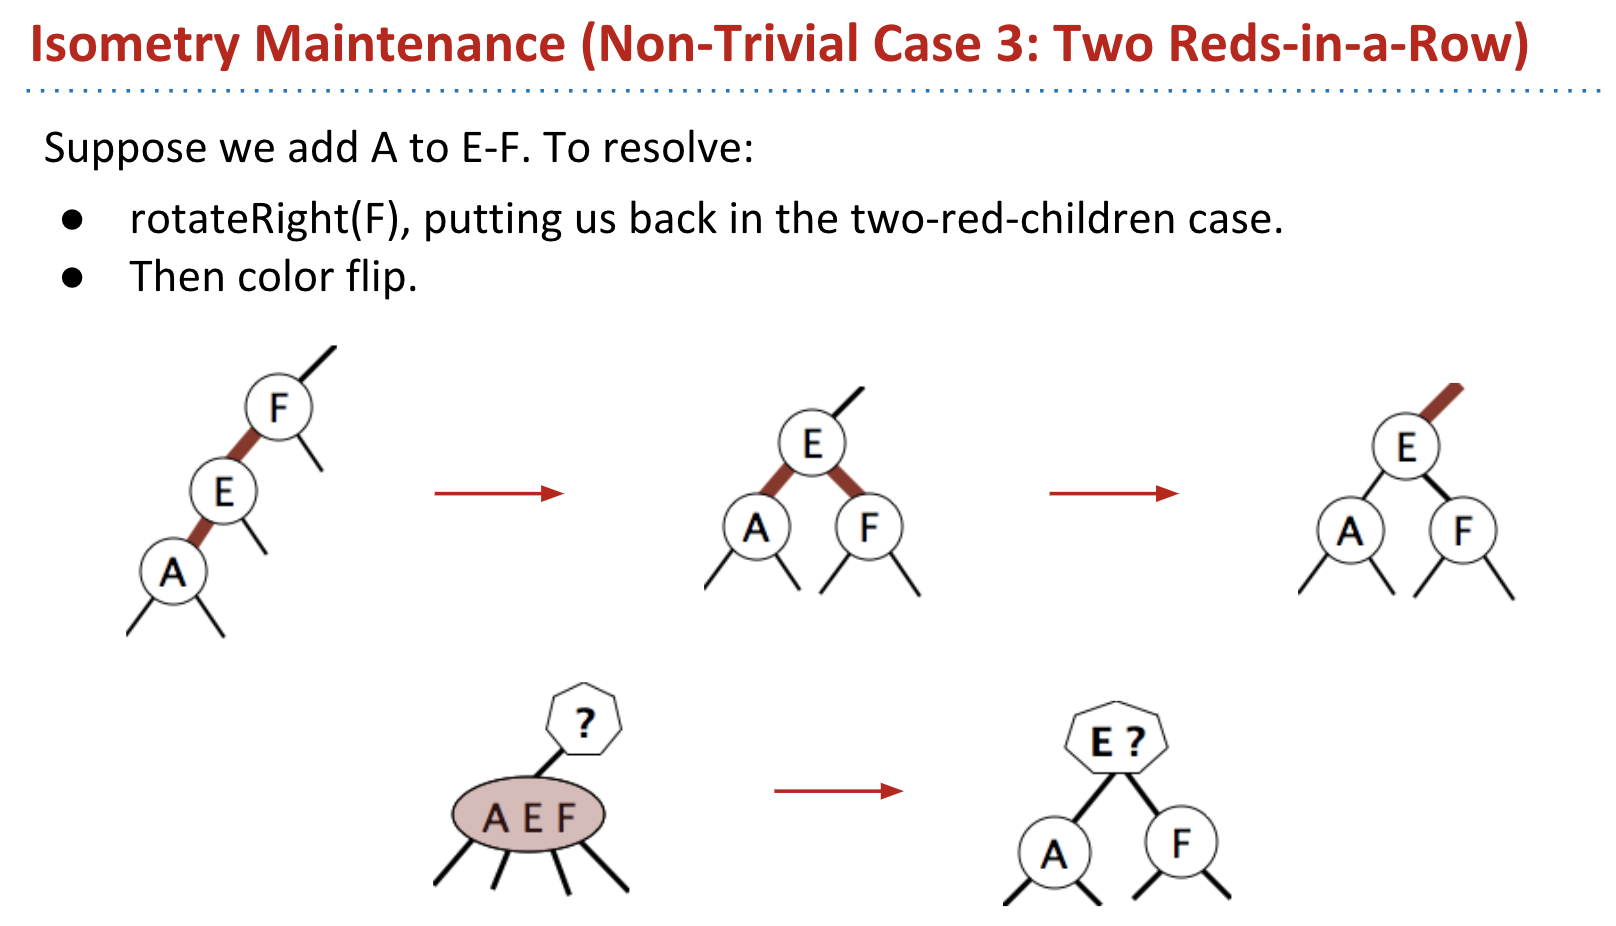 Isometry Maintenance (Non-Trivial Case 3: Two Reds-in-a-Row)
Suppose we add A to E-F. To resolve:
● rotateRight(F), putting us back in the two-red-children case.
● Then color flip.
F
E
A
E
A F
E
A F
?
A E F
E ?
A F